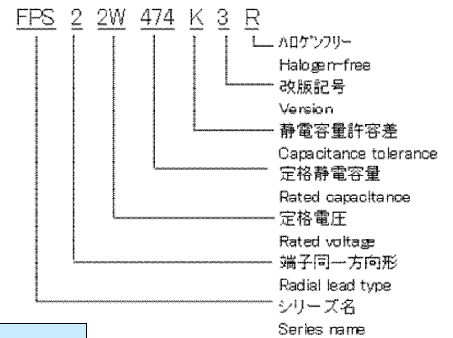 FPS 2 2W 474 K 3 R
ハロゲンフリー
Halogen-free
改版記号
Version
静電容量許容差
Capacitance tolerance
定格静電容量
Rated capacitance
定格電圧
Rated voltage
端子同一方向形
Radial lead type
シリーズ名
Series name